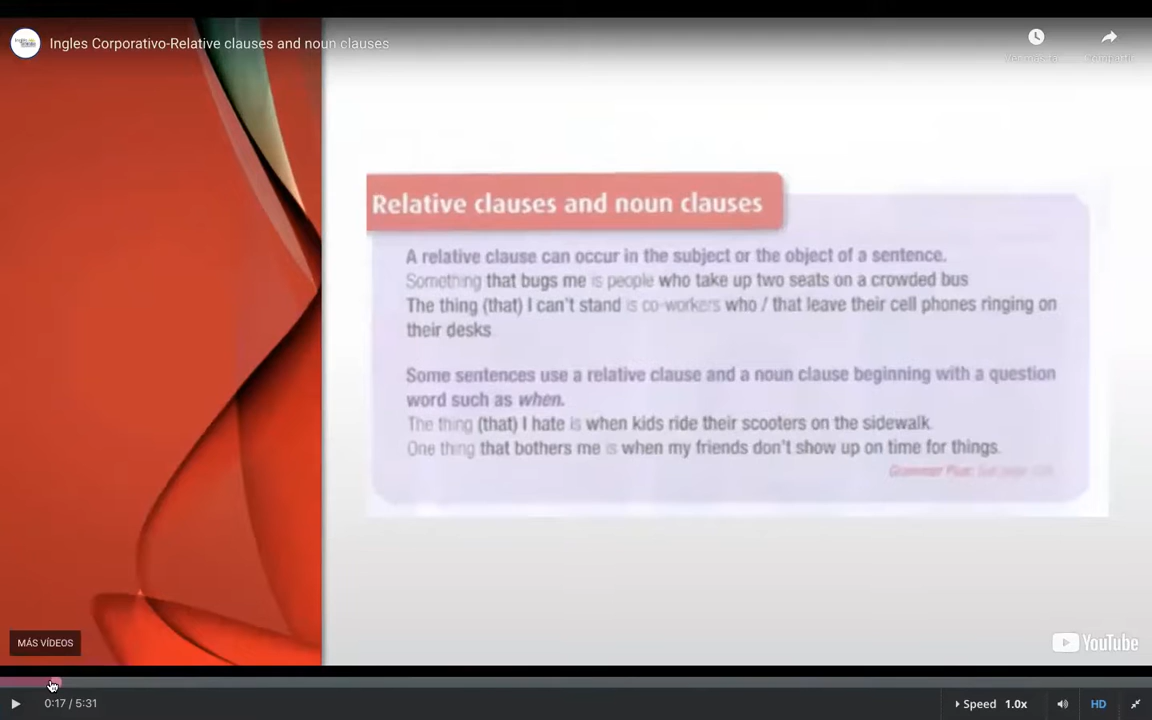 Ingles Corporativo-Relative clauses and noun clauses
Relative clauses and noun clauses
A relative clause can occur in the subject or the object of a sentence.
Something that bugs me is people who take up two seats on a crowded bus
The thing (that) I can't stand is co-workers who / that leave their cell phones ringing on
their desks
Some sentences use a relative clause and a noun clause beginning with a question
word such as when.
The thing (that) I hate is when kids ride their scooters on the sidewalk.
One thing that bothers me is when my friends don't show up on time for things.
Grammar Plus:
MÁS VÍDEOS
YouTube
0:17 / 5:31
Speed 1.0x
HD